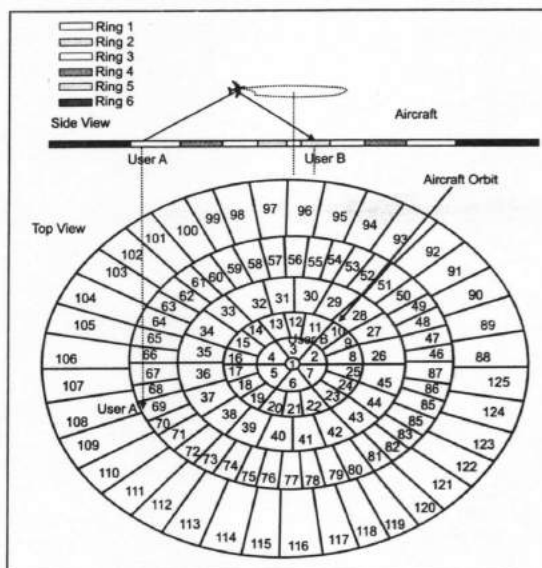 Ring 1
Ring 2
Ring 3
Ring 4
Ring 5
Ring 6
Side View
Aircraft
User A
User B
Aircraft Orbit
Top View
106 105 104 103 102 101 100 99 98 97 96 95 94 93 92 91 90 89 88
66 65 64 63 62 61 60 59 58 57 56 55 54 53 52 51 50 49 48 47 46
35 34 33 32 31 30 29 28 27 26
16 15 14 13 12 11 10 9 8
User B
4 3 2
1
5 6 7
17 18 19 20 21 22 23 24 25
36 37 38 39 40 41 42 43 44 45
67 68 69 70 71 72 73 74 75 76 77 78 79 80 81 82 83 85 85 86 87
User A
107 108 109 110 111 112 113 114 115 116 117 118 119 120 121 122 123 124 125